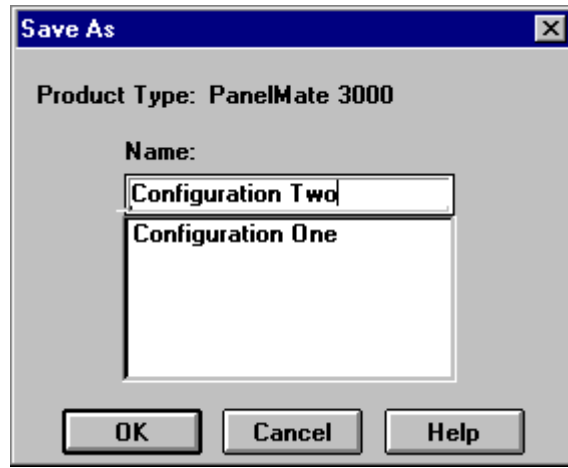 Save As
Product Type: PanelMate 3000
Name:
Configuration Two
Configuration One
OK Cancel Help